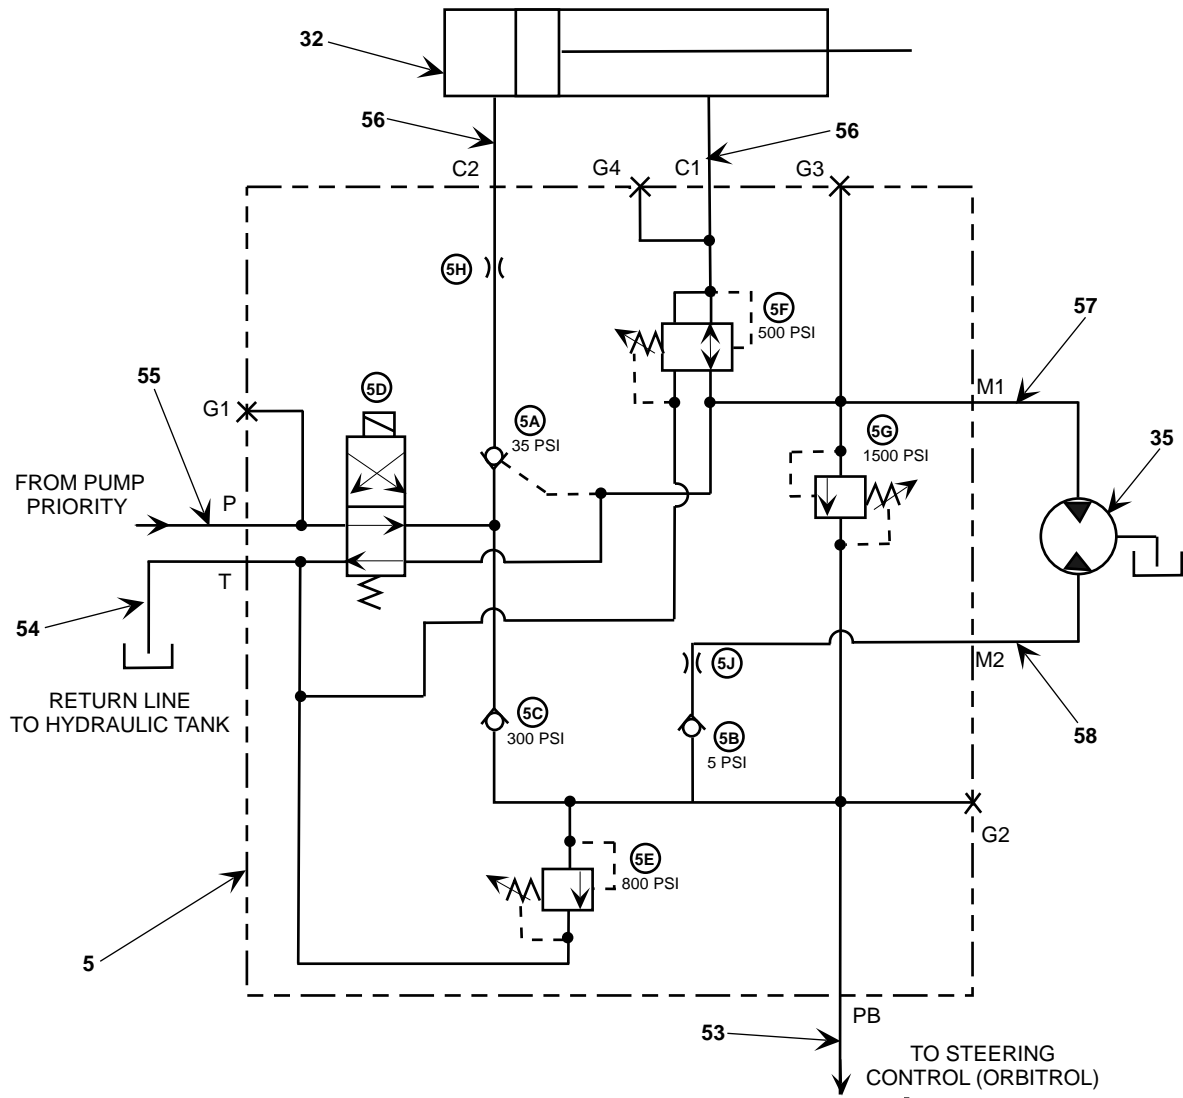 32
56
56
C2
G4
C1
G3
5H
5F
500 PSI
57
55
5D
M1
G1
5A
35 PSI
5G
1500 PSI
35
FROM PUMP
PRIORITY
P
T
54
5J
M2
RETURN LINE
TO HYDRAULIC TANK
5C
300 PSI
5B
5 PSI
58
G2
5E
800 PSI
5
PB
53
TO STEERING
CONTROL (ORBITROL)